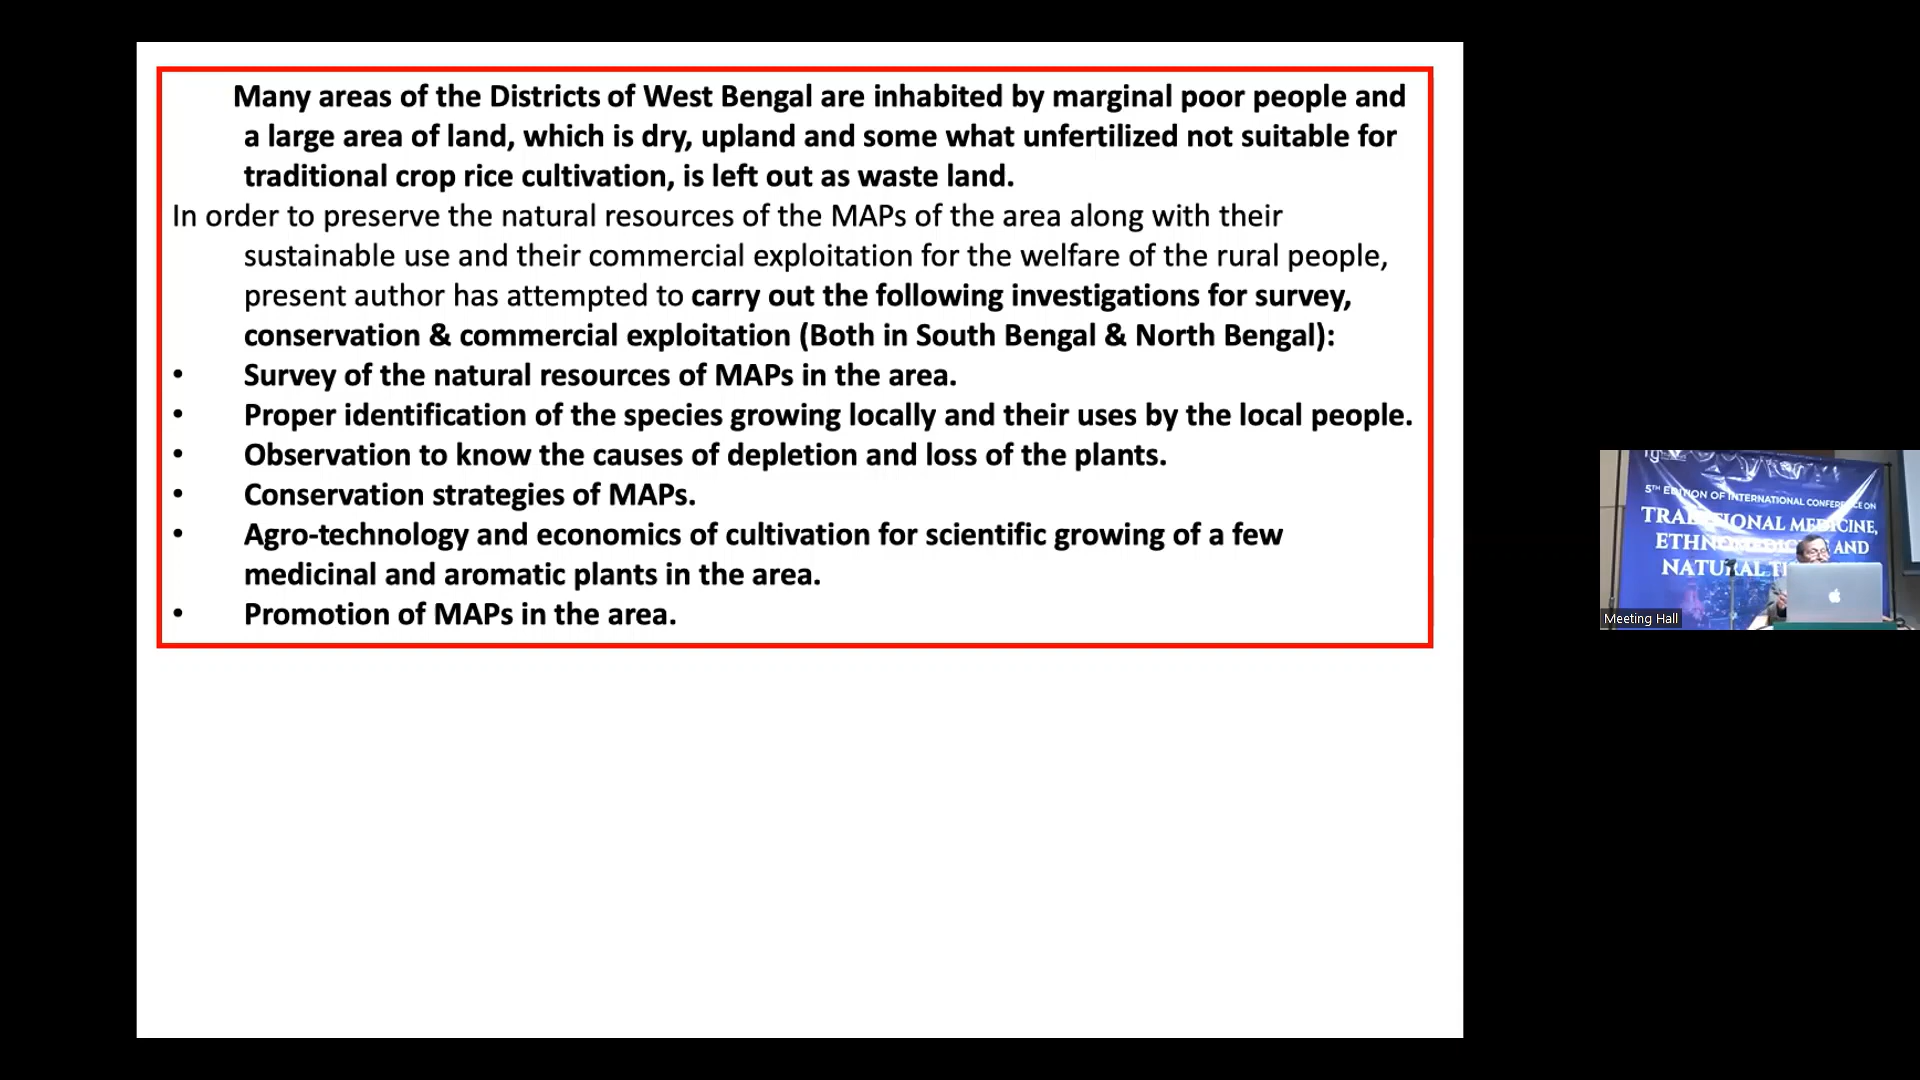 Many areas of the Districts of West Bengal are inhabited by marginal poor people and
a large area of land, which is dry, upland and some what unfertilized not suitable for
traditional crop rice cultivation, is left out as waste land.
In order to preserve the natural resources of the MAPs of the area along with their
sustainable use and their commercial exploitation for the welfare of the rural people,
present author has attempted to carry out the following investigations for survey,
conservation & commercial exploitation (Both in South Bengal & North Bengal):
• Survey of the natural resources of MAPs in the area.
• Proper identification of the species growing locally and their uses by the local people.
• Observation to know the causes of depletion and loss of the plants.
• Conservation strategies of MAPs.
• Agro-technology and economics of cultivation for scientific growing of a few
medicinal and aromatic plants in the area.
• Promotion of MAPs in the area.
5TH EDITION OF INTERNATIONAL CONFERENCE ON
TRADITIONAL MEDICINE,
AND
NATURAL
Meeting Hall